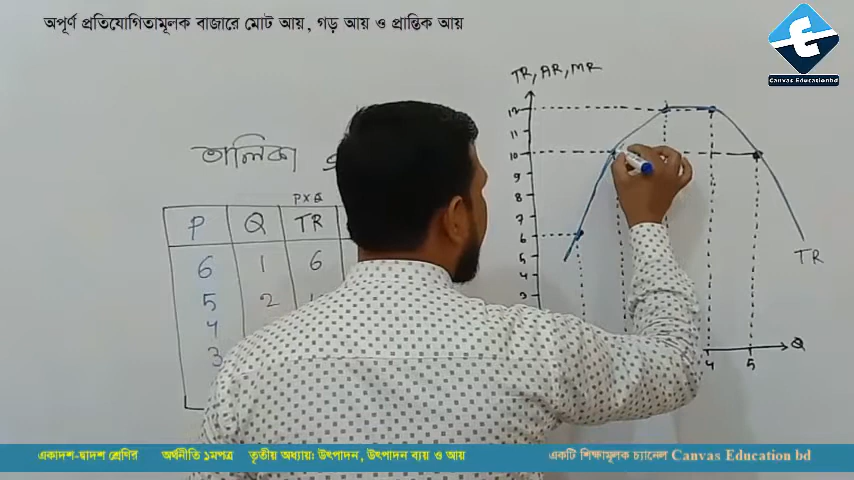 অপূর্ণ প্রতিযোগিতামূলক বাজারে মোট আয়, গড় আয় ও প্রান্তিক আয়
Canvas Educationbd
TR, AR, MR
তালিকা
P×Q
P Q TR
6 1 6
5 2
4
3
12
11
10
9
8
7
6
5
4
3
TR
Q
4 5
একাদশ-দ্বাদশ শ্রেণির অর্থনীতি ১মপত্র তৃতীয় অধ্যায়: উৎপাদন, উৎপাদন ব্যয় ও আয় একটি শিক্ষামূলক চ্যানেল Canvas Education bd